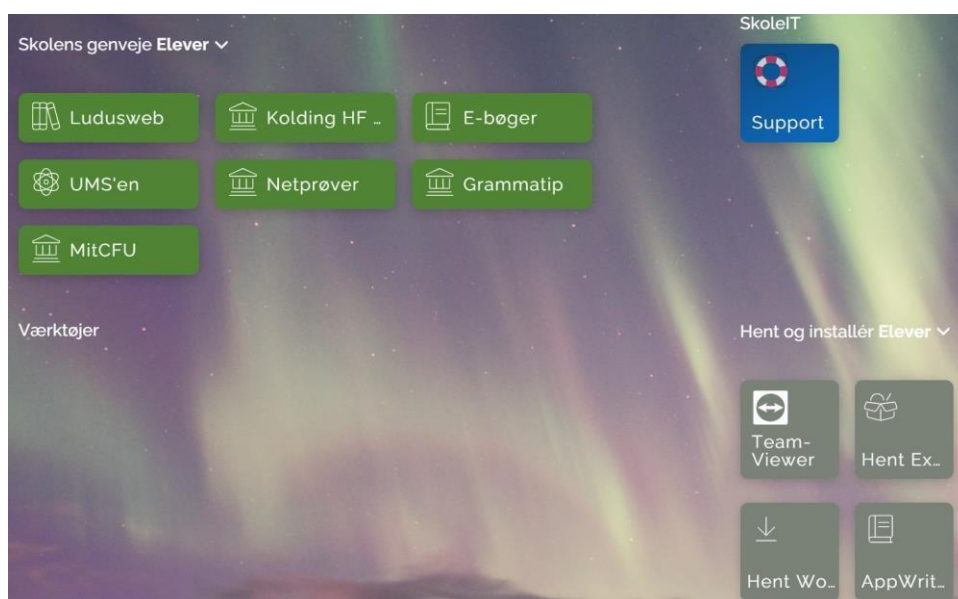 Skolens genveje Elever
Ludusweb
Kolding HF ...
E-bøger
UMS'en
Netprøver
Grammatip
MitCFU
Værktøjer
SkoleIT
Support
Hent og installér Elever
Team-
Viewer
Hent Ex...
Hent Wo...
AppWrit...